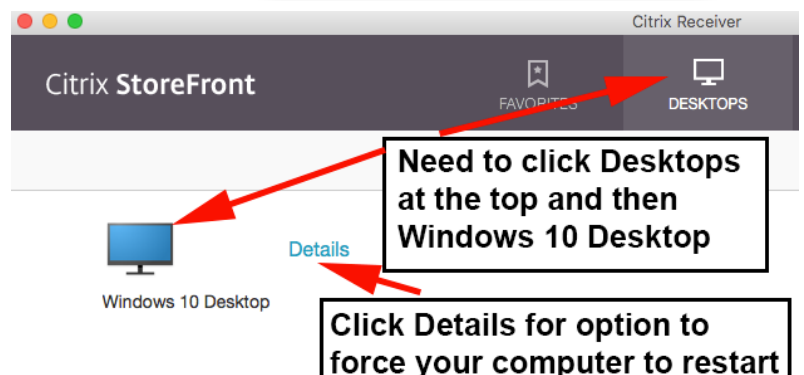 Citrix Receiver
Citrix StoreFront
FAVORITES
DESKTOPS
Need to click Desktops
at the top and then
Windows 10 Desktop
Details
Windows 10 Desktop
Click Details for option to
force your computer to restart